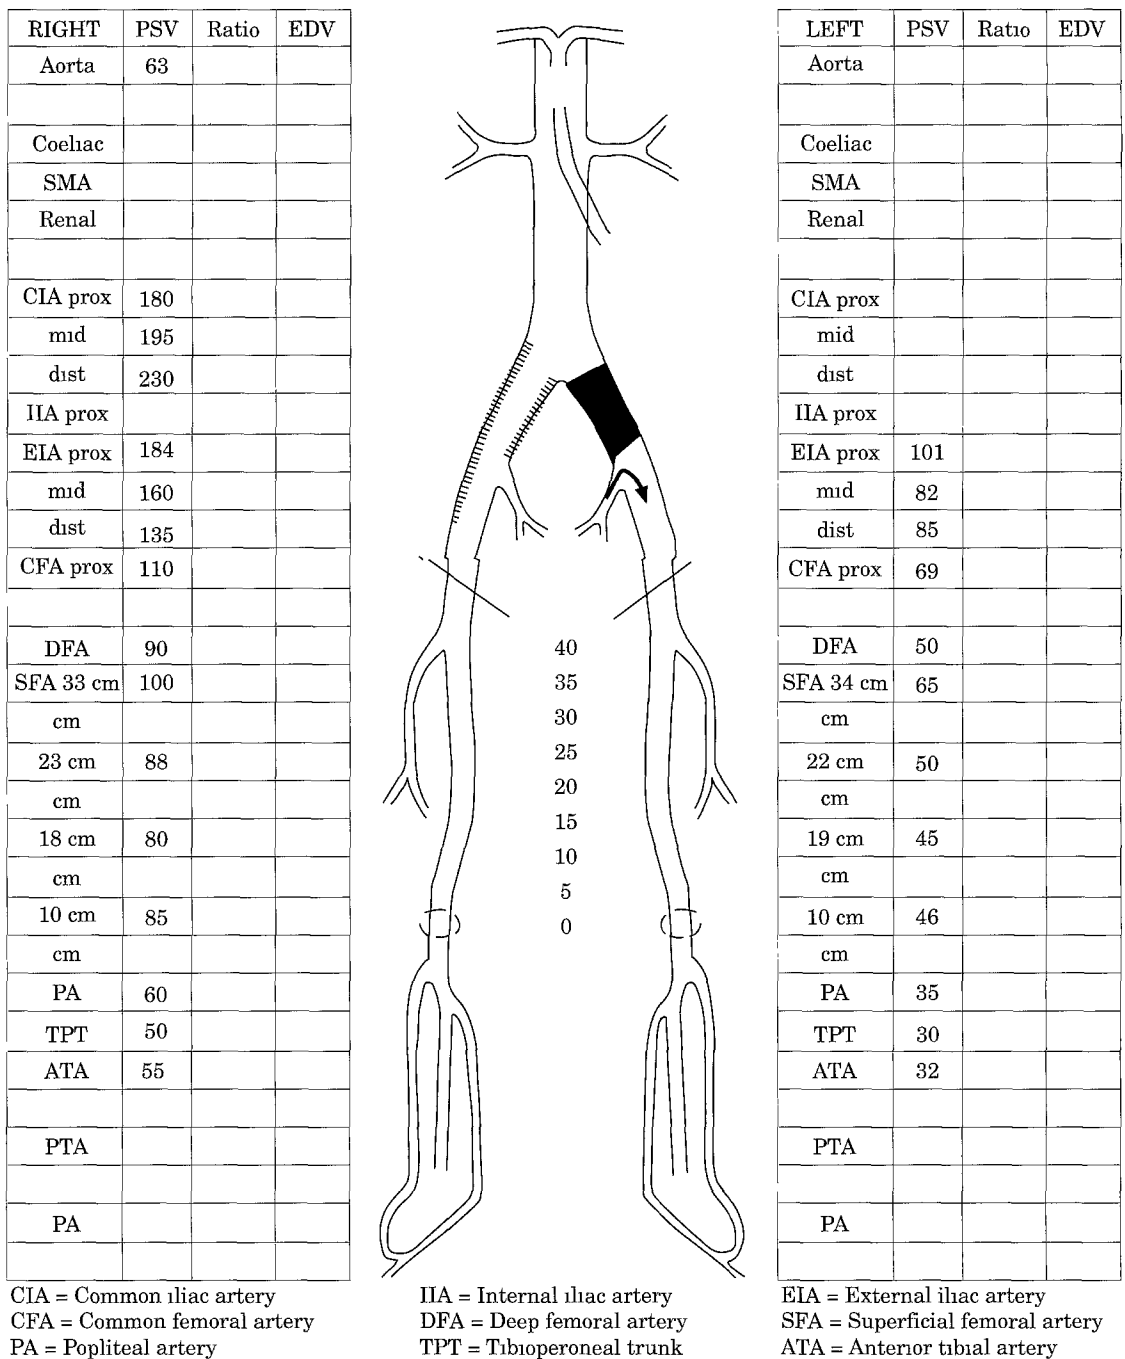 RIGHT PSV Ratio EDV
Aorta 63
Coeliac
SMA
Renal
CIA prox 180
mid 195
dist 230
IIA prox
EIA prox 184
mid 160
dist 135
CFA prox 110
DFA 90
SFA 33 cm 100
cm
23 cm 88
cm
18 cm 80
cm
10 cm 85
cm
PA 60
TPT 50
ATA 55
PTA
PA
40
35
30
25
20
15
10
5
0
LEFT PSV Ratio EDV
Aorta
Coeliac
SMA
Renal
CIA prox
mid
dist
IIA prox
EIA prox 101
mid 82
dist 85
CFA prox 69
DFA 50
SFA 34 cm 65
cm
22 cm 50
cm
19 cm 45
cm
10 cm 46
cm
PA 35
TPT 30
ATA 32
PTA
PA
CIA = Common iliac artery
CFA = Common femoral artery
PA = Popliteal artery
IIA = Internal iliac artery
DFA = Deep femoral artery
TPT = Tibioperoneal trunk
EIA = External iliac artery
SFA = Superficial femoral artery
ATA = Anterior tibial artery